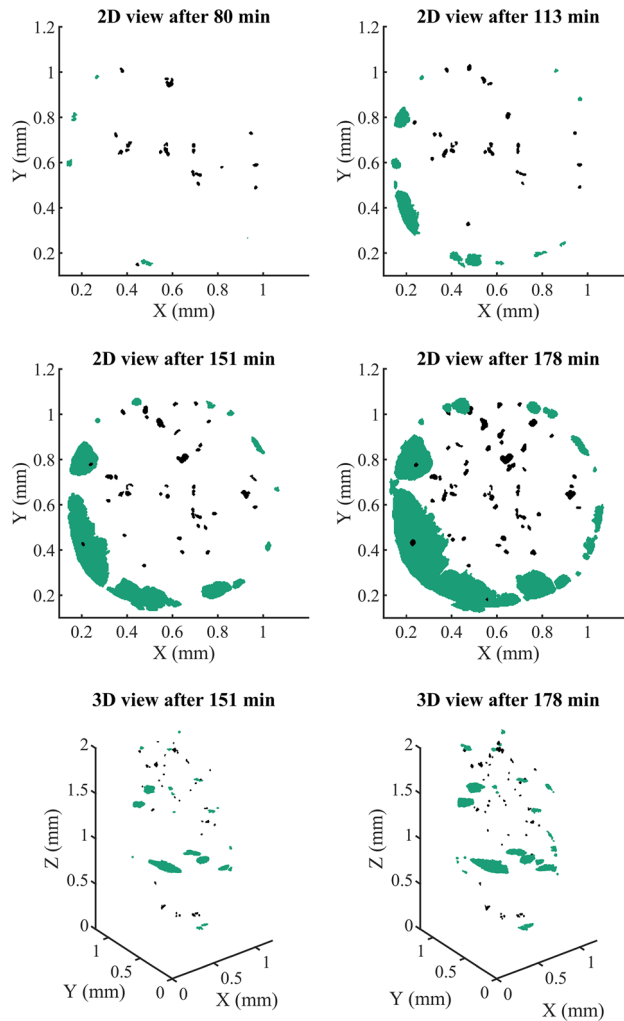 2D view after 80 min
1.2
1
0.8
0.6
0.4
0.2
Y (mm)
0.2 0.4 0.6 0.8 1
X (mm)
2D view after 113 min
1.2
1
0.8
0.6
0.4
0.2
Y (mm)
0.2 0.4 0.6 0.8 1
X (mm)
2D view after 151 min
1.2
1
0.8
0.6
0.4
0.2
Y (mm)
0.2 0.4 0.6 0.8 1
X (mm)
2D view after 178 min
1.2
1
0.8
0.6
0.4
0.2
Y (mm)
0.2 0.4 0.6 0.8 1
X (mm)
3D view after 151 min
2
1.5
1
0.5
0
Z (mm)
1
0.5
0
Y (mm)
0
0.5
1
X (mm)
3D view after 178 min
2
1.5
1
0.5
0
Z (mm)
1
0.5
0
Y (mm)
0
0.5
1
X (mm)